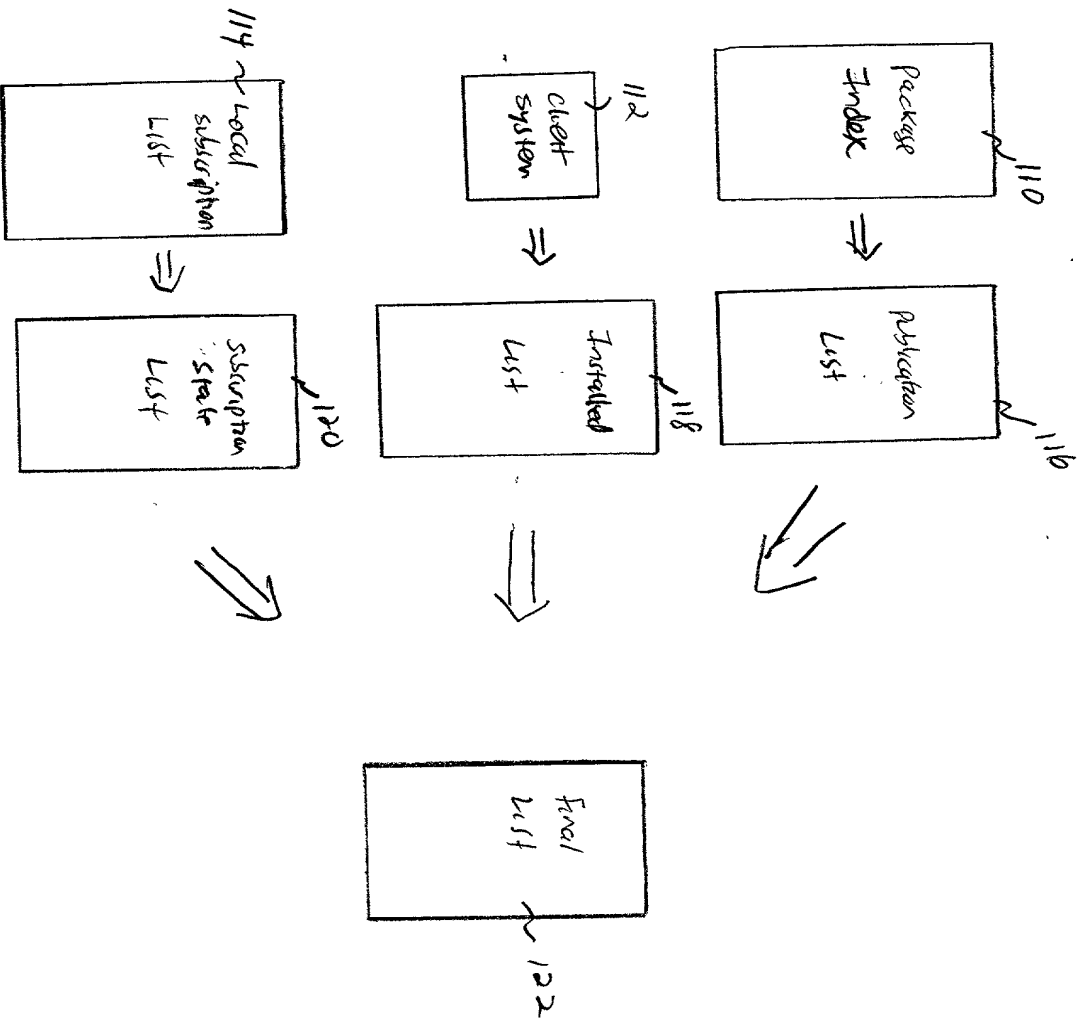 110
Package
Index
116
Publication
List
112
Client
System
118
Installed
List
114
Local
subscription
List
120
Subscription
State
List
Final
List
122